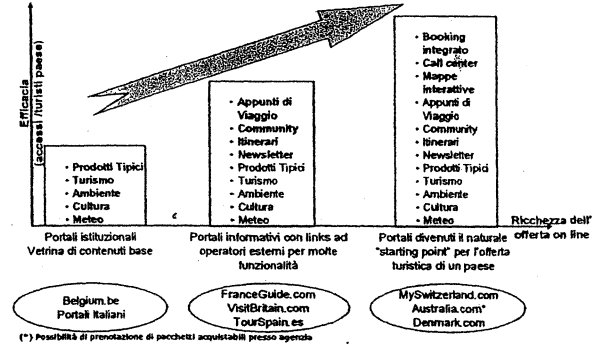 Efficacia
(accessi /turisti paese)
• Prodotti Tipici
• Turismo
• Ambiente
• Cultura
• Meteo
• Appunti di
Viaggio
• Community
• Itinerari
• Newsletter
• Prodotti Tipici
• Turismo
• Ambiente
• Cultura
• Meteo
• Booking
integrato
• Call center
• Mappe
interattive
• Appunti di
Viaggio
• Community
• Itinerari
• Newsletter
• Prodotti Tipici
• Turismo
• Ambiente
• Cultura
• Meteo
Ricchezza dell'
offerta on line
Portali istituzionali
Vetrina di contenuti base
Portali informativi con links ad
operatori esterni per molte
funzionalità
Portali divenuti il naturale
"starting point" per l'offerta
turistica di un paese
Belgium.be
Portali Italiani
FranceGuide.com
VisitBritain.com
TourSpain.es
MySwitzerland.com
Australia.com*
Denmark.com
(*) Possibilità di prenotazione di pacchetti acquistabili presso agenzia